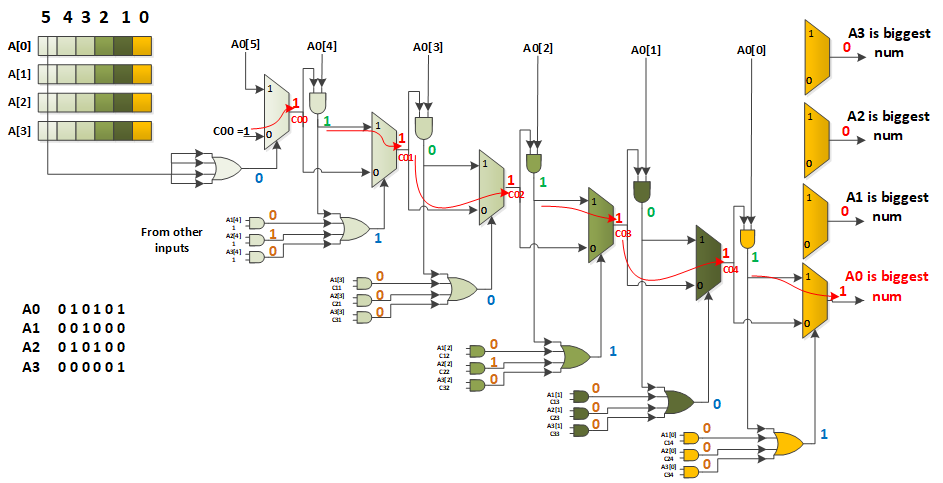 5 4 3 2 1 0
A[0]
A[1]
A[2]
A[3]
A0[5]
A0[4]
A0[3]
A0[2]
A0[1]
A0[0]
1
0
C00 =1
1
C00
0
1
1
0
1
C01
A1[4]
1
0
A2[4]
1
1
A3[4]
1
0
1
From other
inputs
0
1
0
1
C02
A1[3]
C11
0
A2[3]
C21
0
A3[3]
C31
0
0
1
1
0
1
C03
A1[2]
C12
0
A2[2]
C22
1
A3[2]
C32
0
1
0
1
0
1
C04
A1[1]
C13
0
A2[1]
C23
0
A3[1]
C33
0
0
1
1
0
1
A1[0]
C14
0
A2[0]
C24
0
A3[0]
C34
0
1
1
0
0
A3 is biggest
num
1
0
0
A2 is biggest
num
1
0
0
A1 is biggest
num
A0 is biggest
num
A0 0 1 0 1 0 1
A1 0 0 1 0 0 0
A2 0 1 0 1 0 0
A3 0 0 0 0 0 1